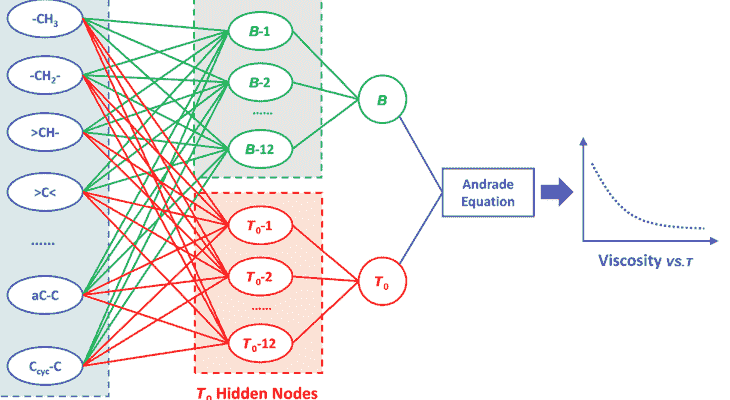 -CH3
-CH2-
>CH-
>C<
......
aC-C
Ccyc-C
B-1
B-2
......
B-12
T0-1
T0-2
......
T0-12
T0 Hidden Nodes
B
T0
Andrade
Equation
Viscosity vs.T